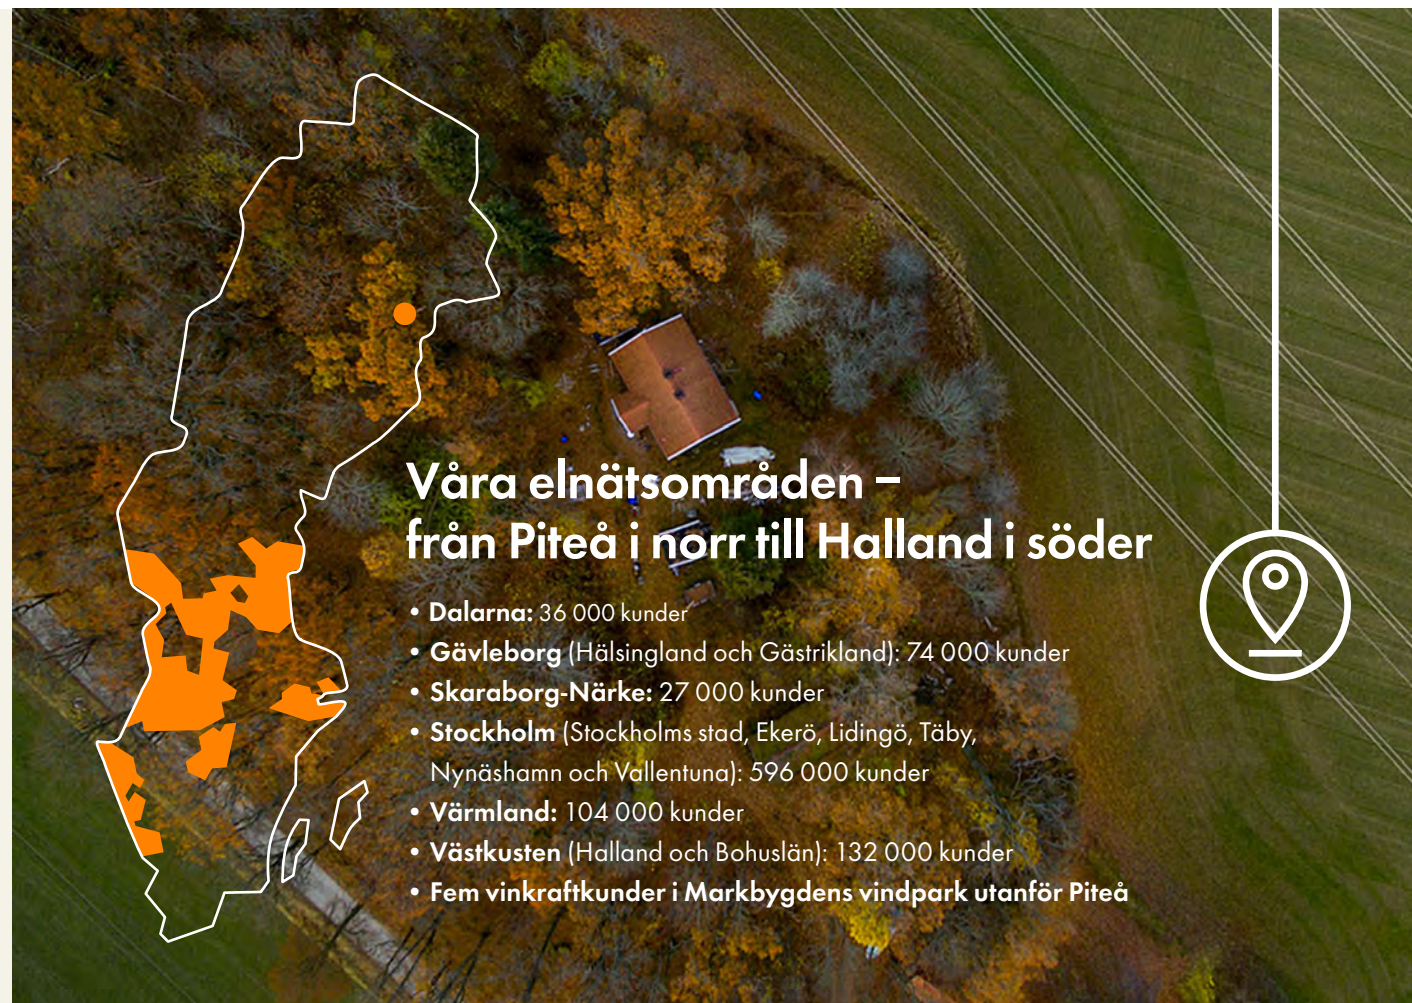 Våra elnätsområden –
från Piteå i norr till Halland i söder
• Dalarna: 36 000 kunder
• Gävleborg (Hälsingland och Gästrikland): 74 000 kunder
• Skaraborg-Närke: 27 000 kunder
• Stockholm (Stockholms stad, Ekerö, Lidingö, Täby,
Nynäshamn och Vallentuna): 596 000 kunder
• Värmland: 104 000 kunder
• Västkusten (Halland och Bohuslän): 132 000 kunder
• Fem vinkraftkunder i Markbygdens vindpark utanför Piteå